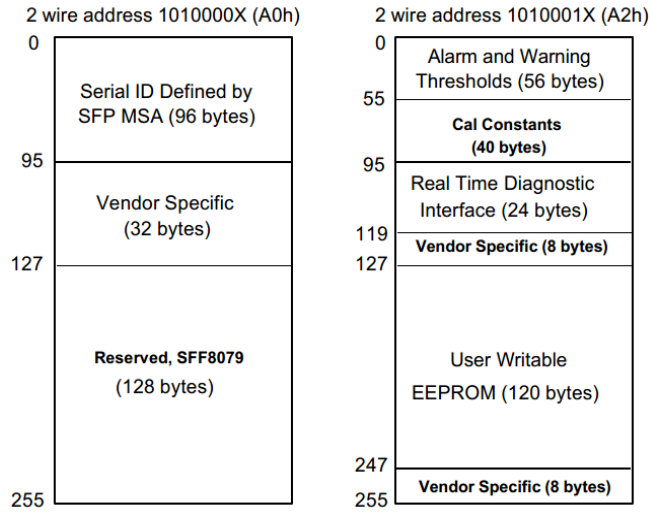 2 wire address 1010000X (A0h)
0
Serial ID Defined by
SFP MSA (96 bytes)
95
Vendor Specific
(32 bytes)
127
Reserved, SFF8079
(128 bytes)
255
2 wire address 1010001X (A2h)
0
Alarm and Warning
Thresholds (56 bytes)
55
Cal Constants
(40 bytes)
95
Real Time Diagnostic
Interface (24 bytes)
119
Vendor Specific (8 bytes)
127
User Writable
EEPROM (120 bytes)
247
Vendor Specific (8 bytes)
255